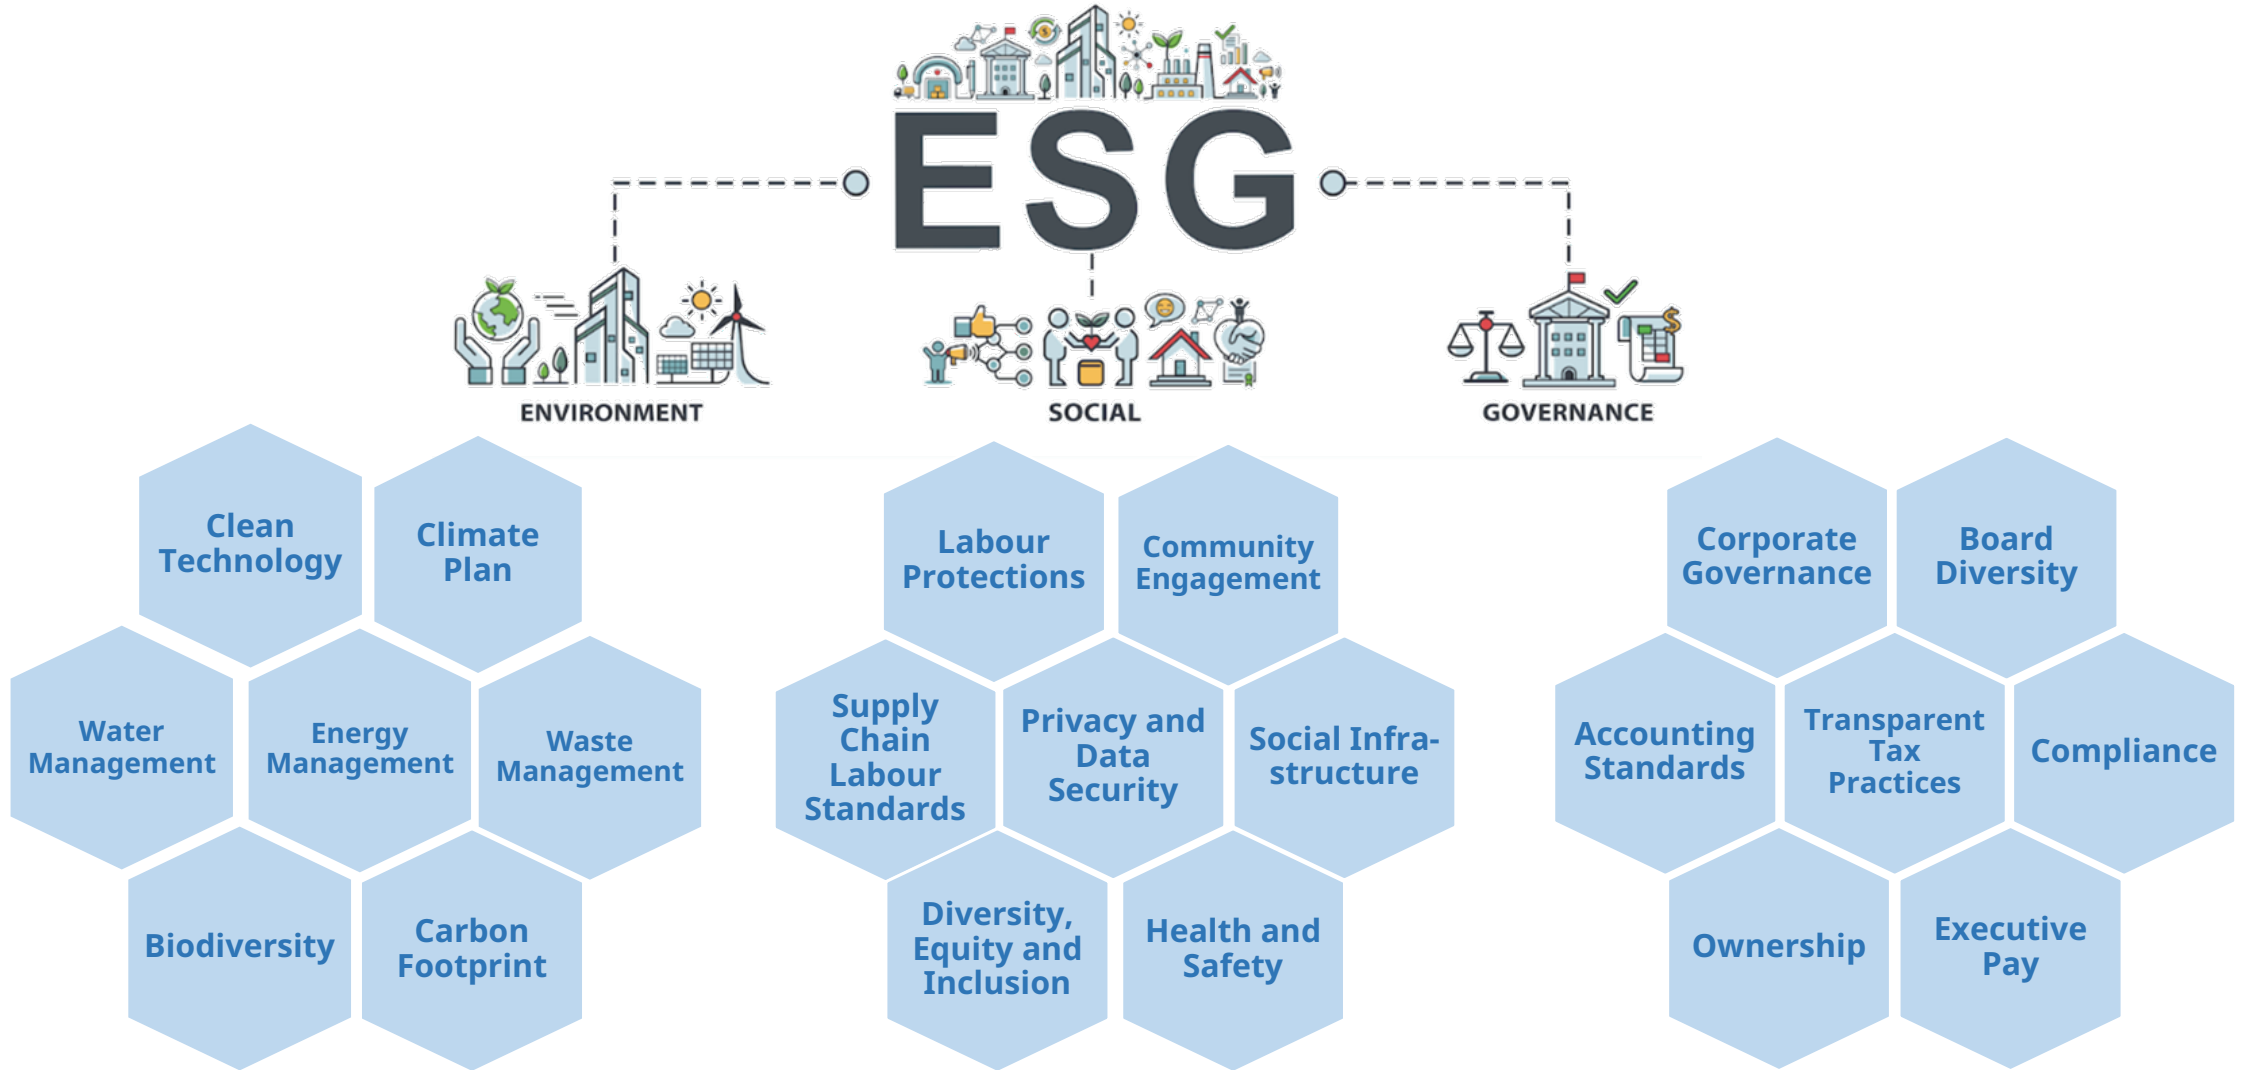 ESG
ENVIRONMENT
SOCIAL
GOVERNANCE
Clean
Technology
Climate
Plan
Water
Management
Energy
Management
Waste
Management
Biodiversity
Carbon
Footprint
Labour
Protections
Community
Engagement
Supply
Chain
Labour
Standards
Privacy and
Data
Security
Social Infra-
structure
Diversity,
Equity and
Inclusion
Health and
Safety
Corporate
Governance
Board
Diversity
Accounting
Standards
Transparent
Tax
Practices
Compliance
Ownership
Executive
Pay